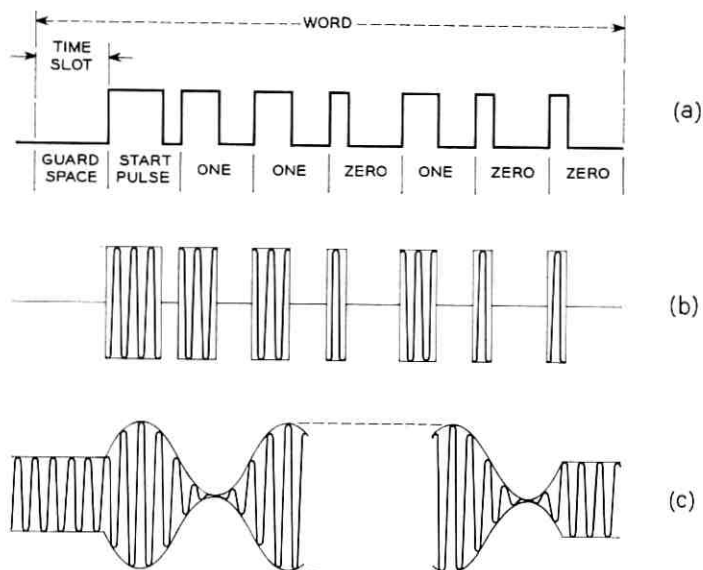 WORD
TIME
SLOT
(a)
GUARD
SPACE
START
PULSE
ONE
ONE
ZERO
ONE
ZERO
ZERO
(b)
(c)